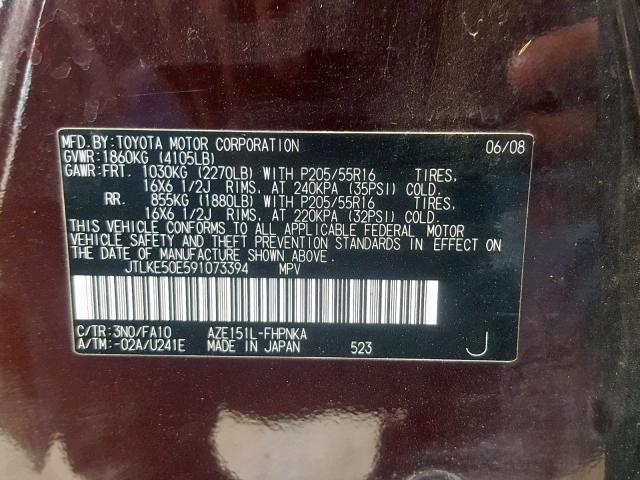 MFD.BY:TOYOTA MOTOR CORPORATION 06/08
GVWR:1860KG (4105LB)
GAWR:FRT. 1030KG (2270LB) WITH P205/55R16 TIRES,
16X6 1/2J RIMS, AT 240KPA (35PSI) COLD.
RR. 855KG (1880LB) WITH P205/55R16 TIRES,
16X6 1/2J RIMS, AT 220KPA (32PSI) COLD.
THIS VEHICLE CONFORMS TO ALL APPLICABLE FEDERAL MOTOR
VEHICLE SAFETY AND THEFT PREVENTION STANDARDS IN EFFECT ON
THE DATE OF MANUFACTURE SHOWN ABOVE.
JTLKE50E591073394 MPV
C/TR:3N0/FA10 AZE151L-FHPNKA
A/TM:-02A/U241E MADE IN JAPAN 523 J